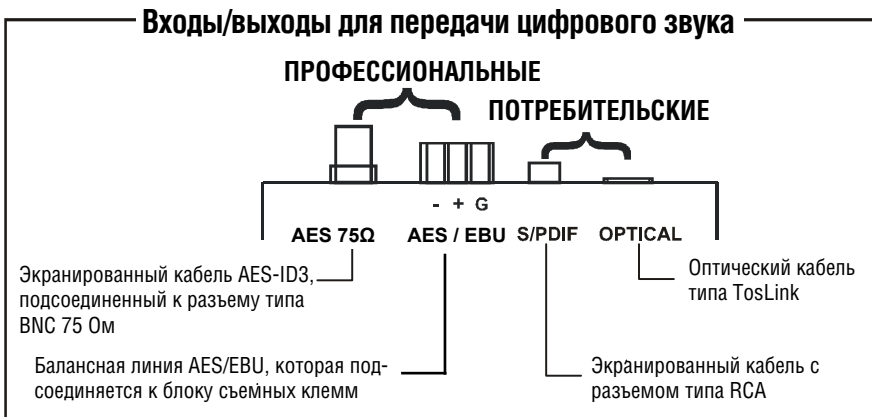 Входы/выходы для передачи цифрового звука
ПРОФЕССИОНАЛЬНЫЕ
ПОТРЕБИТЕЛЬСКИЕ
- + G
AES 75Ω AES / EBU S/PDIF OPTICAL
Экранированный кабель AES-ID3,
подсоединенный к разъему типа
BNC 75 Ом
Оптический кабель
типа TosLink
Балансная линия AES/EBU, которая под-
соединяется к блоку съемных клемм
Экранированный кабель с
разъемом типа RCA